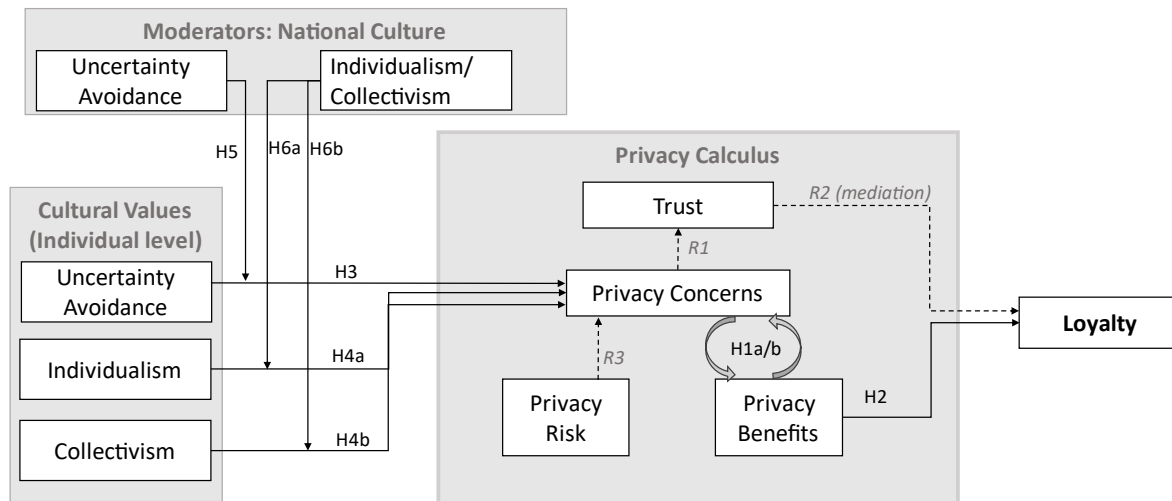 Moderators: National Culture
Uncertainty
Avoidance
Individualism/
Collectivism
H5
H6a
H6b
Privacy Calculus
Trust
R2 (mediation)
R1
Cultural Values
(Individual level)
Uncertainty
Avoidance
H3
Privacy Concerns
Loyalty
Individualism
H4a
R3
H1a/b
Privacy
Risk
Privacy
Benefits
H2
Collectivism
H4b